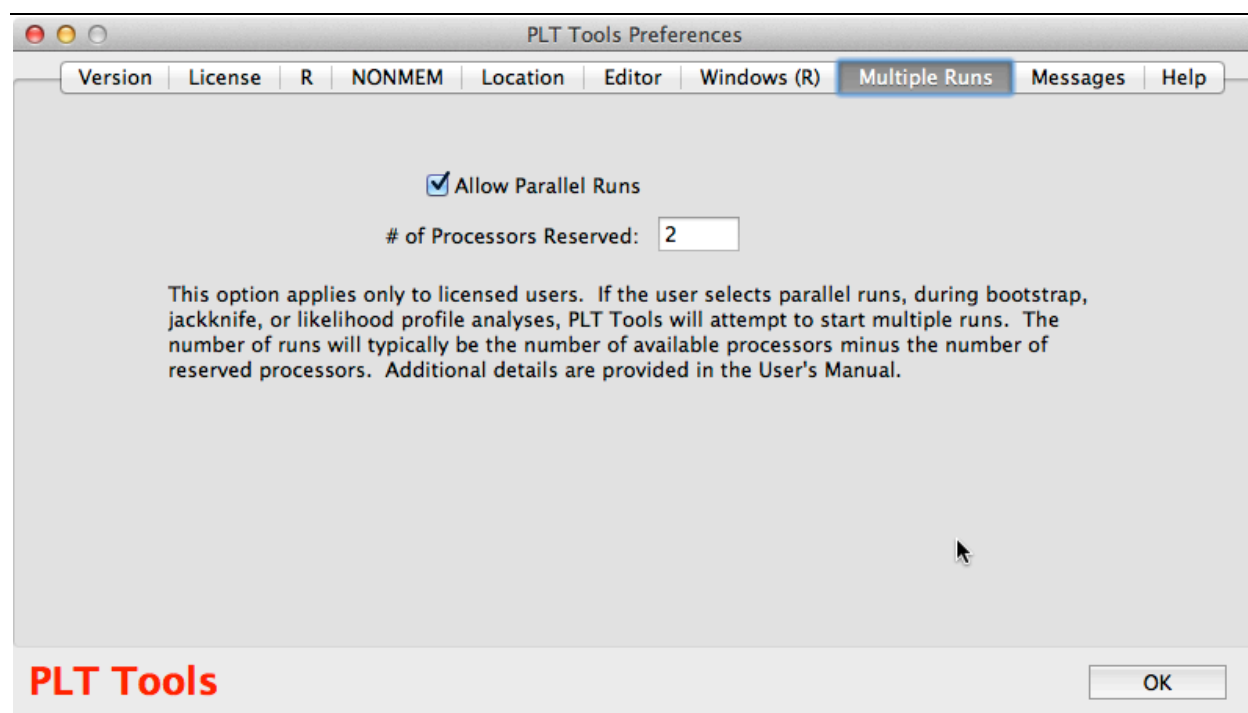 PLT Tools Preferences
Version License R NONMEM Location Editor Windows (R) Multiple Runs Messages Help
Allow Parallel Runs
# of Processors Reserved: 2
This option applies only to licensed users. If the user selects parallel runs, during bootstrap,
jackknife, or likelihood profile analyses, PLT Tools will attempt to start multiple runs. The
number of runs will typically be the number of available processors minus the number of
reserved processors. Additional details are provided in the User's Manual.
PLT Tools
OK